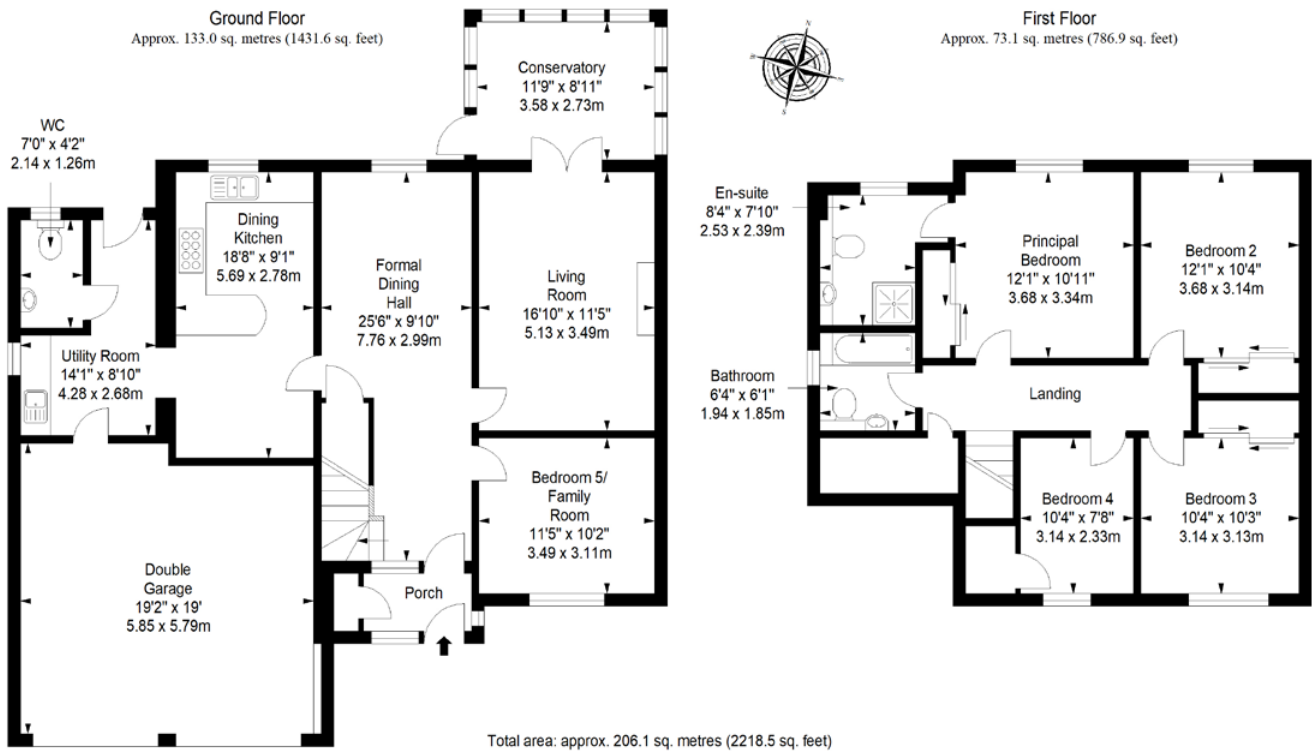 Ground Floor
Approx. 133.0 sq. metres (1431.6 sq. feet)
Conservatory
11'9" x 8'11"
3.58 x 2.73m
WC
7'0" x 4'2"
2.14 x 1.26m
Dining
Kitchen
18'8" x 9'1"
5.69 x 2.78m
Formal
Dining
Hall
25'6" x 9'10"
7.76 x 2.99m
Living
Room
16'10" x 11'5"
5.13 x 3.49m
Utility Room
14'1" x 8'10"
4.28 x 2.68m
Bedroom 5/
Family
Room
11'5" x 10'2"
3.49 x 3.11m
Double
Garage
19'2" x 19'
5.85 x 5.79m
Porch
First Floor
Approx. 73.1 sq. metres (786.9 sq. feet)
N
S
En-suite
8'4" x 7'10"
2.53 x 2.39m
Principal
Bedroom
12'1" x 10'11"
3.68 x 3.34m
Bedroom 2
12'1" x 10'4"
3.68 x 3.14m
Bathroom
6'4" x 6'1"
1.94 x 1.85m
Landing
Bedroom 4
10'4" x 7'8"
3.14 x 2.33m
Bedroom 3
10'4" x 10'3"
3.14 x 3.13m
Total area: approx. 206.1 sq. metres (2218.5 sq. feet)